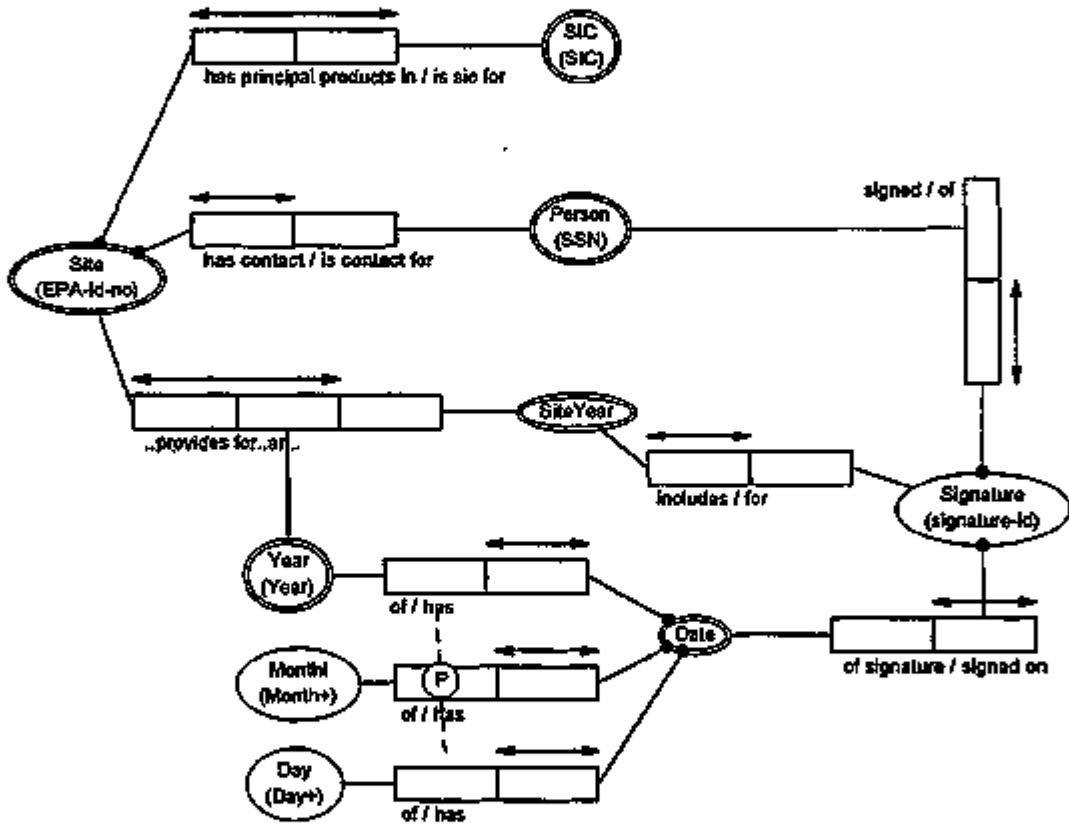 SIC
(SIC)
has principal products in / is sic for
signed / of
Person
(SSN)
has contact / is contact for
Site
(EPA-id-no)
SiteYear
..provides for..an..
includes / for
Signature
(signature-id)
Year
(Year)
of / has
Date
Month
(Month+)
P
of / has
of signature / signed on
Day
(Day+)
of / has